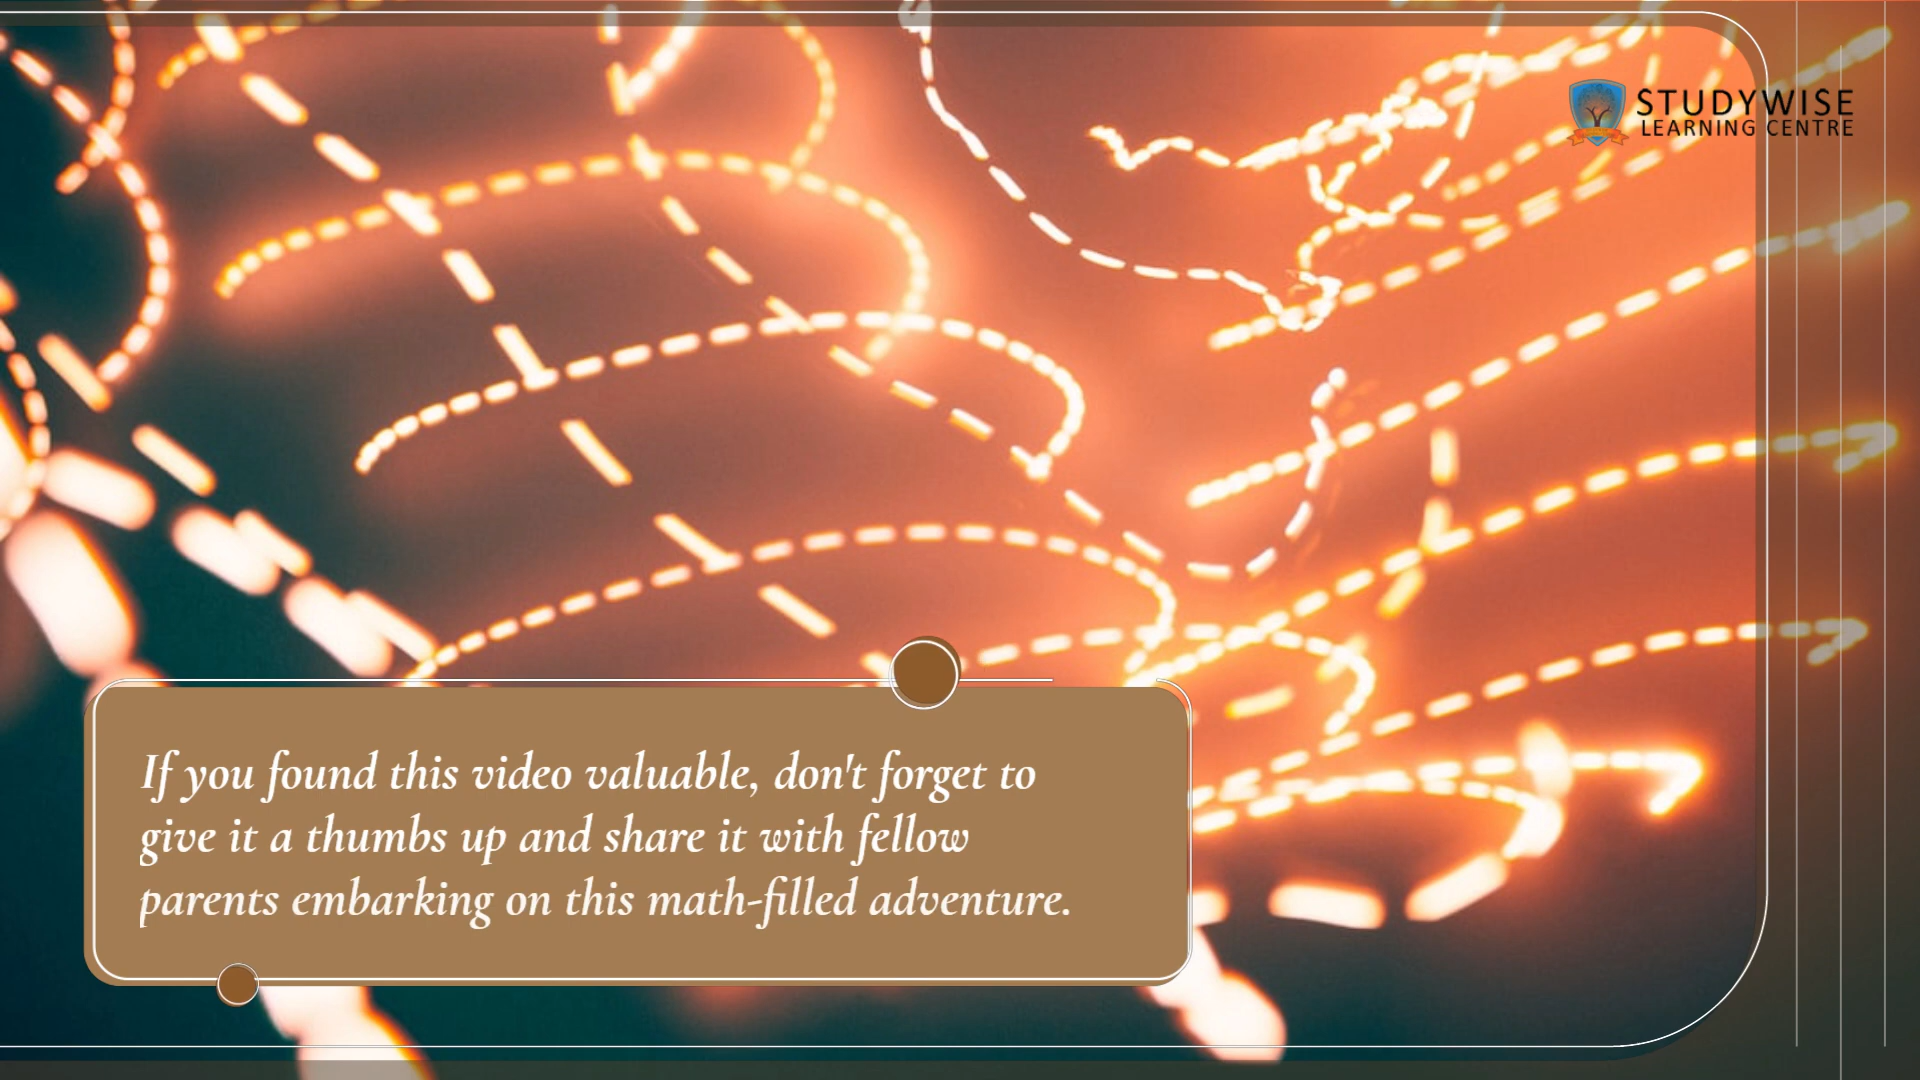 STUDYWISE
LEARNING CENTRE
If you found this video valuable, don't forget to
give it a thumbs up and share it with fellow
parents embarking on this math-filled adventure.